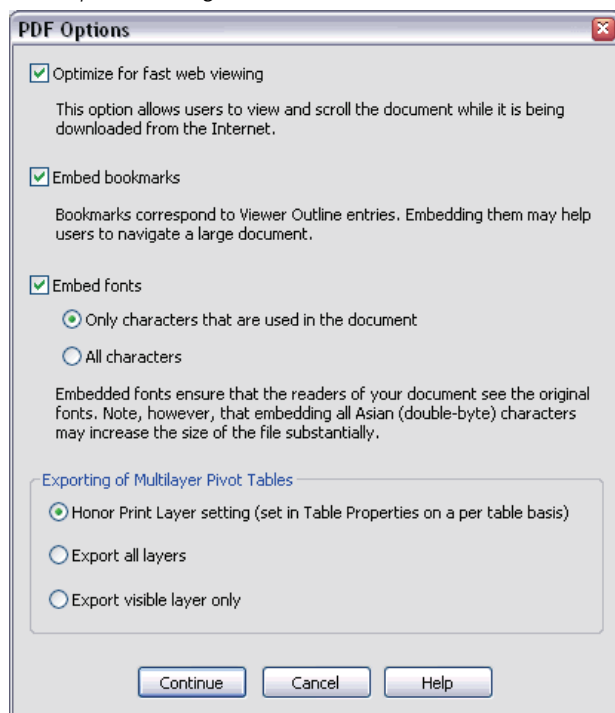 PDF Options
Optimize for fast web viewing
This option allows users to view and scroll the document while it is being
downloaded from the Internet.
Embed bookmarks
Bookmarks correspond to Viewer Outline entries. Embedding them may help
users to navigate a large document.
Embed fonts
Only characters that are used in the document
All characters
Embedded fonts ensure that the readers of your document see the original
fonts. Note, however, that embedding all Asian (double-byte) characters
may increase the size of the file substantially.
Exporting of Multilayer Pivot Tables
Honor Print Layer setting (set in Table Properties on a per table basis)
Export all layers
Export visible layer only
Continue
Cancel
Help